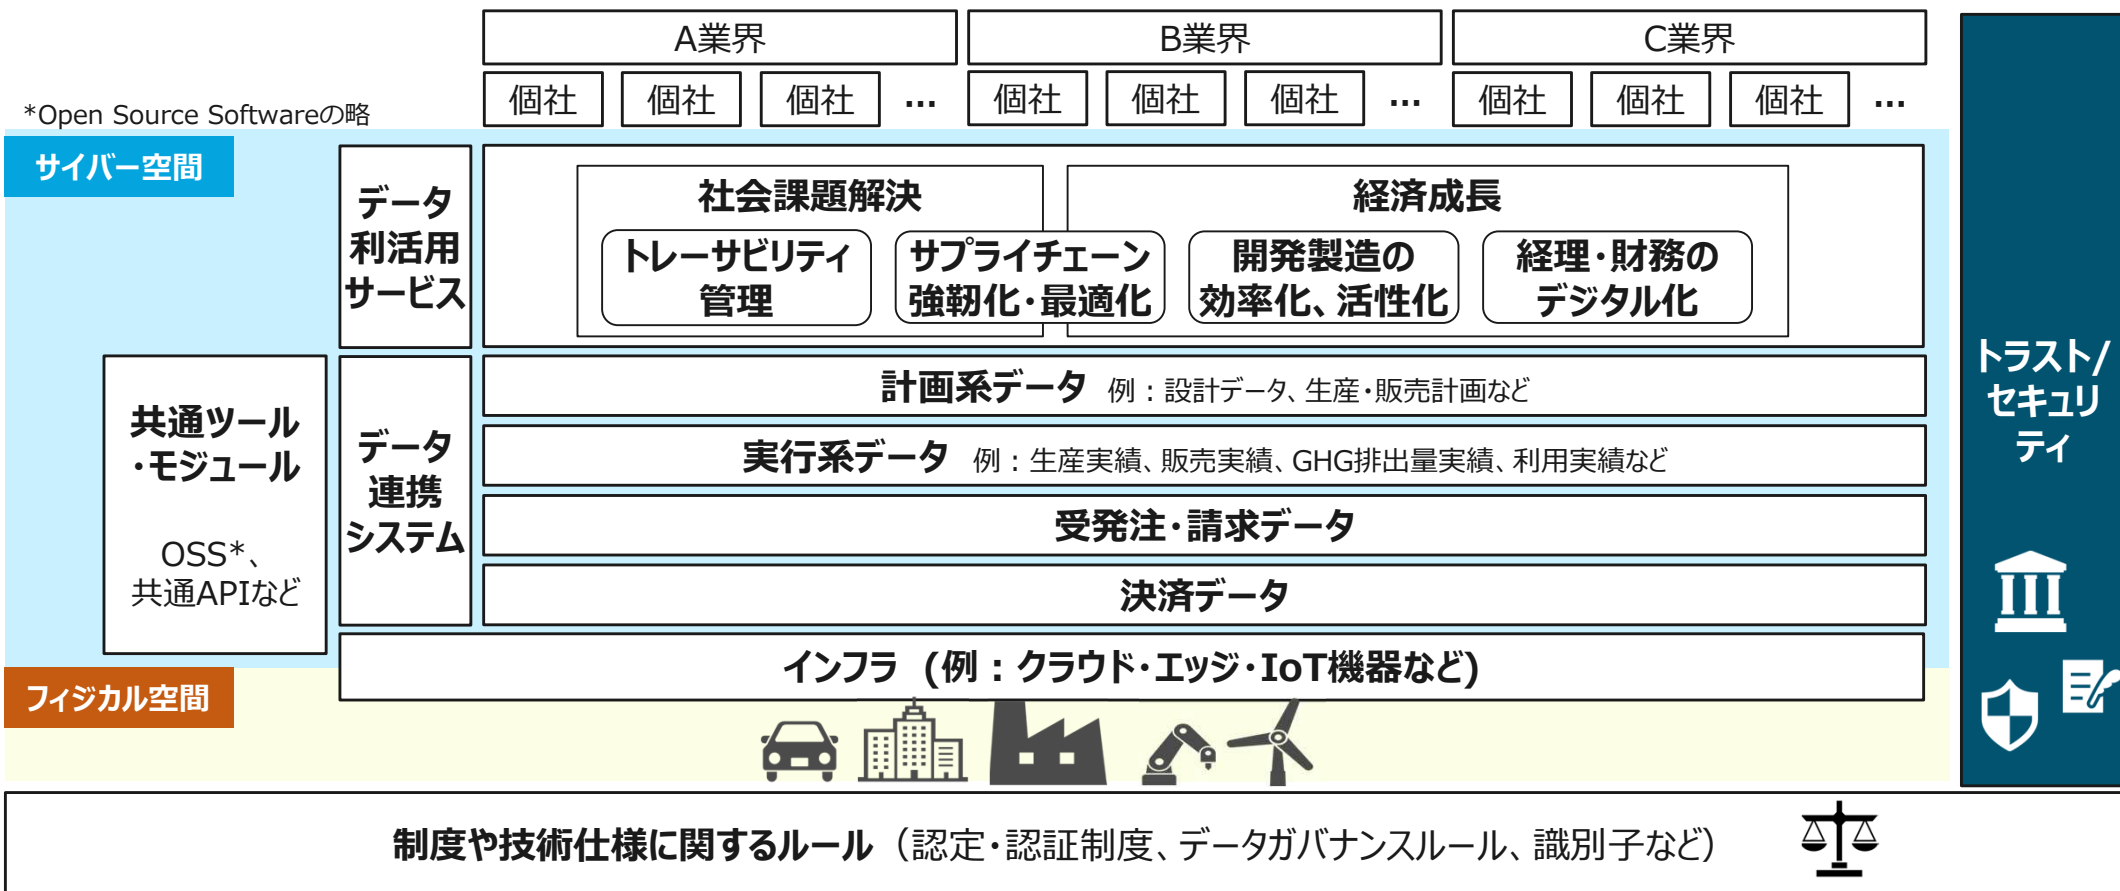 A業界
B業界
C業界
個社 個社 個社 … 個社 個社 個社 … 個社 個社 個社 …
*Open Source Softwareの略
サイバー空間
データ
利活用
サービス
社会課題解決
経済成長
トレーサビリティ
管理
サプライチェーン
強靭化・最適化
開発製造の
効率化、活性化
経理・財務の
デジタル化
共通ツール
・モジュール
OSS*、
共通APIなど
データ
連携
システム
計画系データ 例：設計データ、生産・販売計画など
実行系データ 例：生産実績、販売実績、GHG排出量実績、利用実績など
受発注・請求データ
決済データ
インフラ (例：クラウド・エッジ・IoT機器など)
フィジカル空間
トラスト/
セキュリ
ティ
制度や技術仕様に関するルール（認定・認証制度、データガバナンスルール、識別子など）